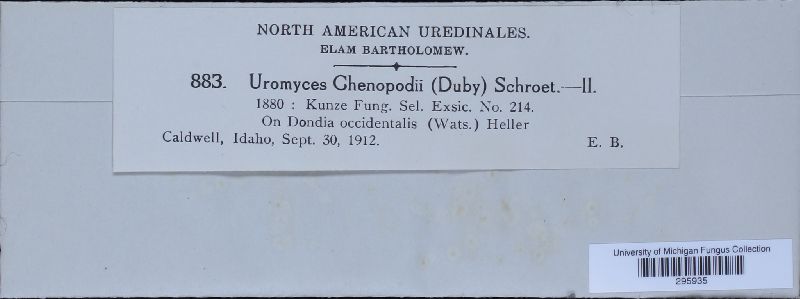 NORTH AMERICAN UREDINALES.
ELAM BARTHOLOMEW.
883. Uromyces Chenopodii (Duby) Schroet.—II.
1880 : Kunze Fung. Sel. Exsic. No. 214.
On Dondia occidentalis (Wats.) Heller
Caldwell, Idaho, Sept. 30, 1912. E. B.
University of Michigan Fungus Collection
295935